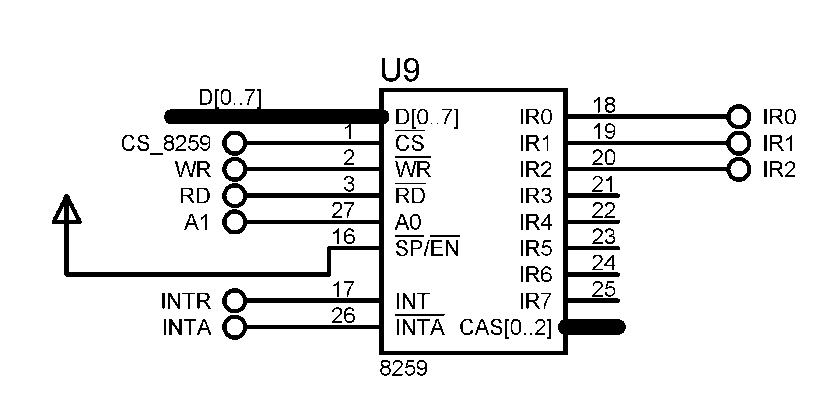 U9
D[0..7]
D[0..7] IR0 18 IR0
CS_8259 1 CS IR1 19 IR1
WR 2 WR IR2 20 IR2
RD 3 RD IR3 21
A1 27 A0 IR4 22
16 SP/EN IR5 23
IR6 24
INTR 17 INT IR7 25
INTA 26 INTA CAS[0..2]
8259